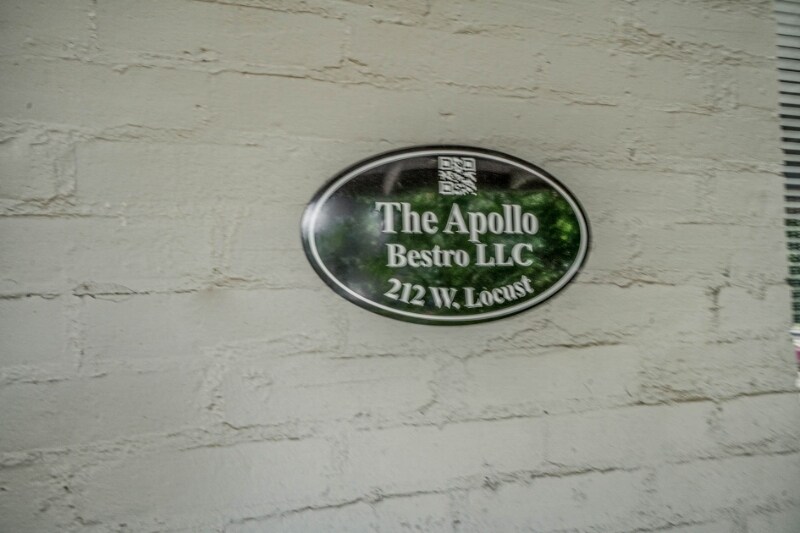 The Apollo
Bestro LLC
212 W. Locust